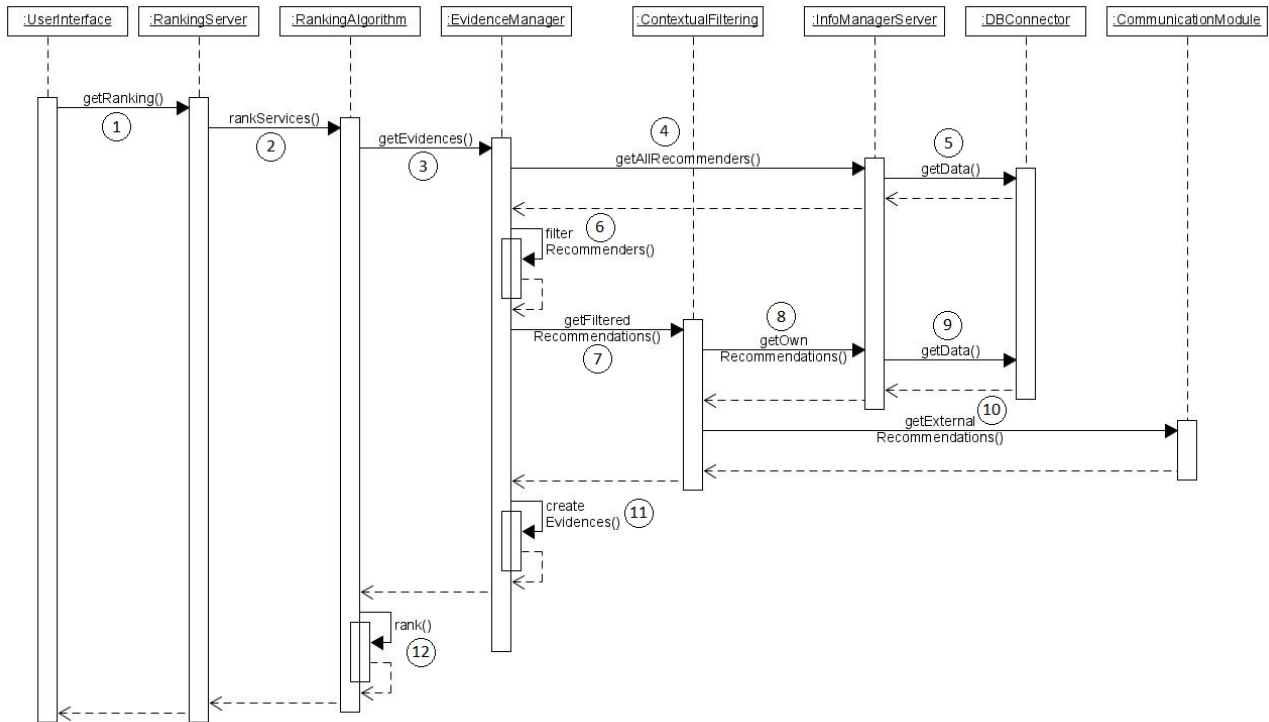 :UserInterface
:RankingServer
:RankingAlgorithm
:EvidenceManager
:ContextualFiltering
:InfoManagerServer
:DBConnector
:CommunicationModule
getRanking()
1
rankServices()
2
getEvidences()
3
4
getAllRecommenders()
5
getData()
filter
Recommenders()
6
getFiltered
Recommendations()
7
8
getOwn
Recommendations()
9
getData()
10
getExternal
Recommendations()
create
Evidences()
11
rank()
12